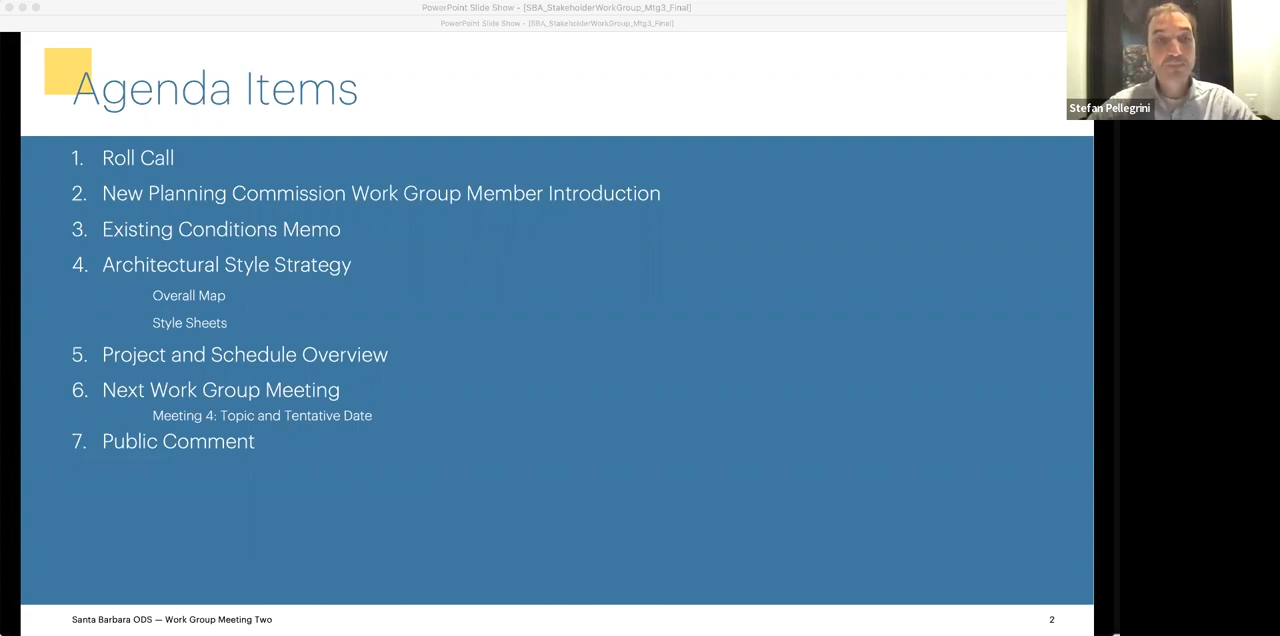 PowerPoint Slide Show - [SBA_StakeholderWorkGroup_Mtg3_Final]
PowerPoint Slide Show - [SBA_StakeholderWorkGroup_Mtg3_Final]
Stefan Pellegrini
Agenda Items
1. Roll Call
2. New Planning Commission Work Group Member Introduction
3. Existing Conditions Memo
4. Architectural Style Strategy
Overall Map
Style Sheets
5. Project and Schedule Overview
6. Next Work Group Meeting
Meeting 4: Topic and Tentative Date
7. Public Comment
Santa Barbara ODS — Work Group Meeting Two
2